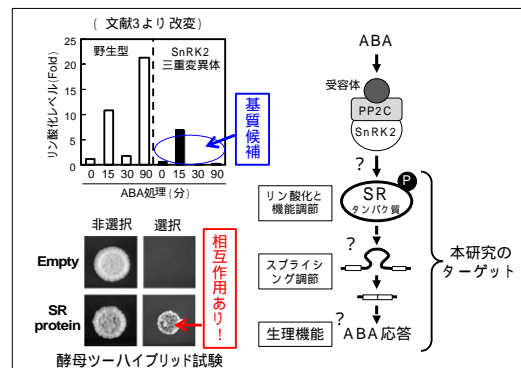 (文献3より改変)
リン酸化レベル(Fold)
25
20
15
10
5
0
野生型
SnRK2
三重変異体
基質候補
0 15 30 90 0 15 30 90
ABA処理(分)
非選択 選択
Empty
SR
protein
相互作用あり！
酵母ツーハイブリッド試験
ABA
受容体
PP2C
SnRK2
?
P
リン酸化と
機能調節
SR
タンパク質
?
スプライシ
ング調節
生理機能
?
ABA応答
本研究の
ターゲット